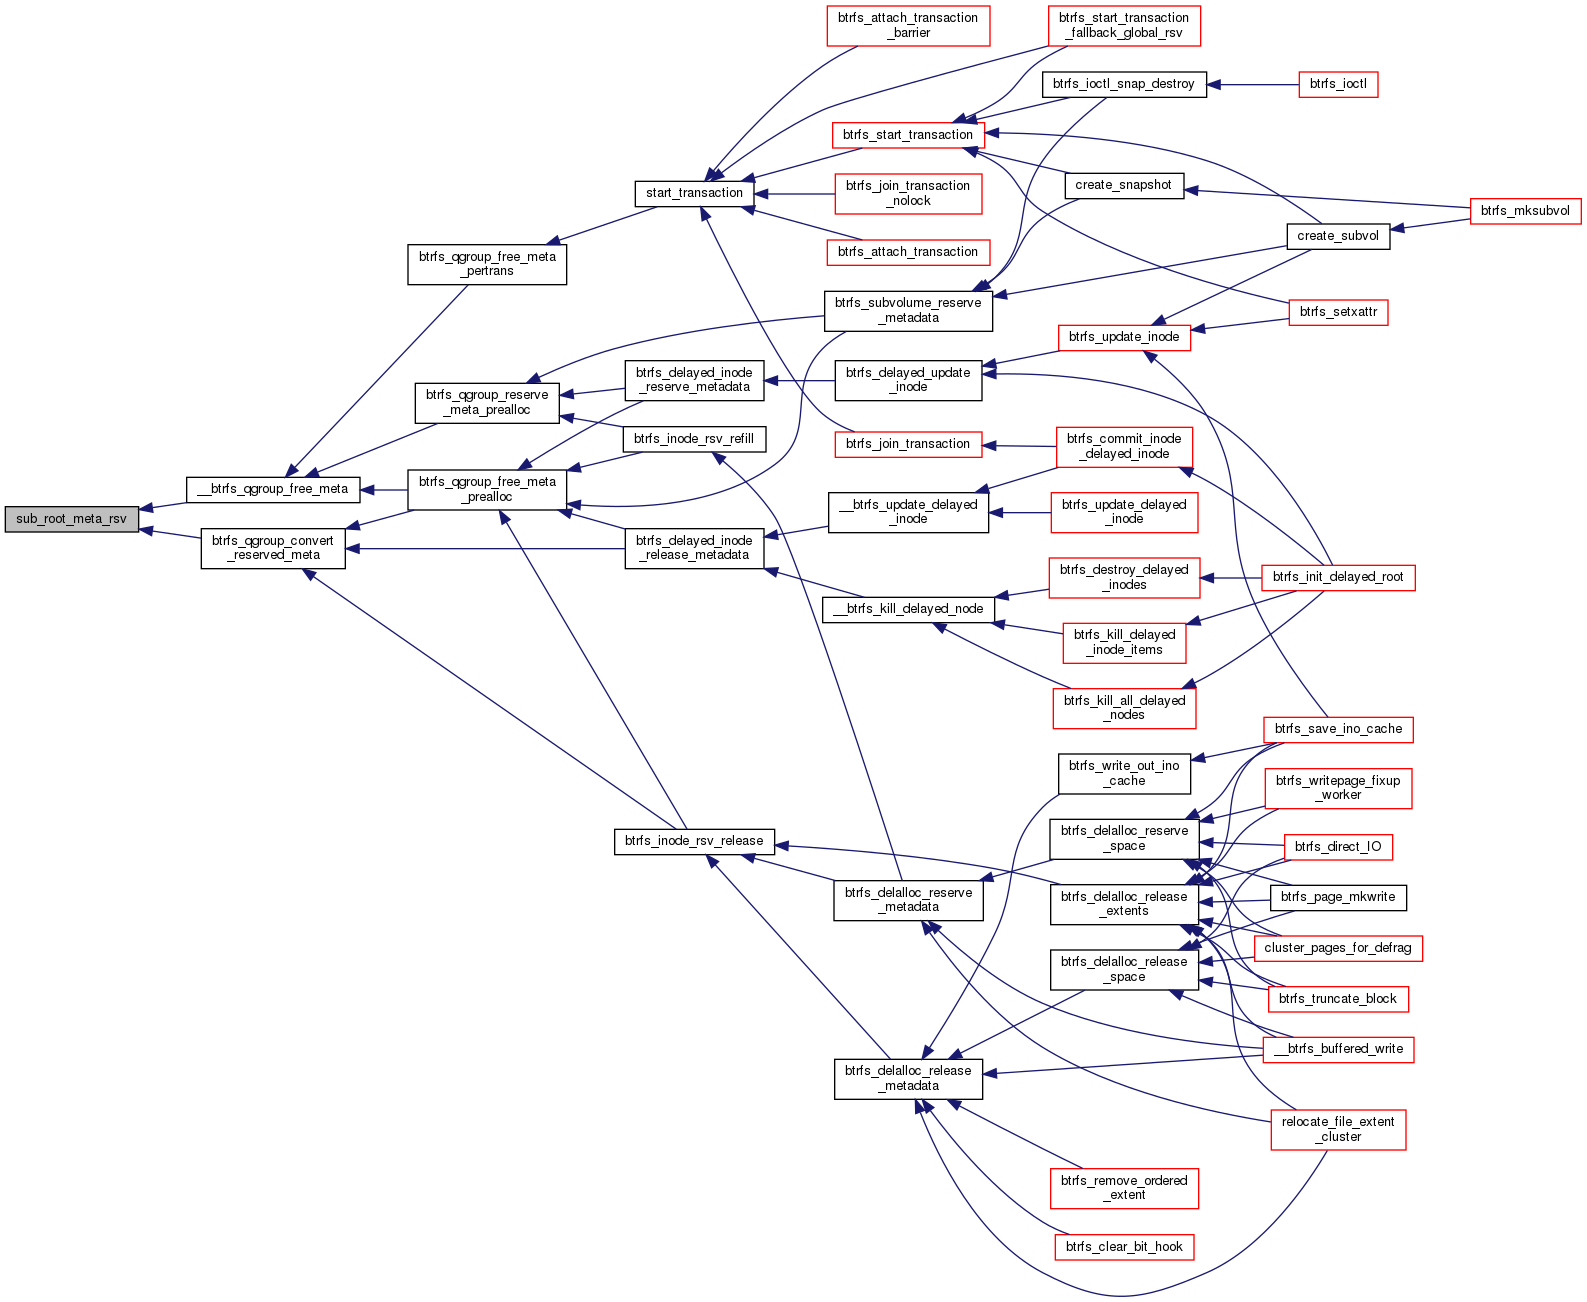 btrfs_attach_transaction
_barrier
btrfs_start_transaction
_fallback_global_rsv
btrfs_ioctl_snap_destroy
btrfs_ioctl
btrfs_start_transaction
start_transaction
btrfs_join_transaction
_nolock
create_snapshot
btrfs_mksubvol
create_subvol
btrfs_attach_transaction
btrfs_qgroup_free_meta
_pertrans
btrfs_subvolume_reserve
_metadata
btrfs_setxattr
btrfs_update_inode
btrfs_delayed_inode
_reserve_metadata
btrfs_delayed_update
_inode
btrfs_qgroup_reserve
_meta_prealloc
btrfs_inode_rsv_refill
btrfs_join_transaction
btrfs_commit_inode
_delayed_inode
__btrfs_qgroup_free_meta
btrfs_qgroup_free_meta
_prealloc
__btrfs_update_delayed
_inode
btrfs_update_delayed
_inode
sub_root_meta_rsv
btrfs_qgroup_convert
_reserved_meta
btrfs_delayed_inode
_release_metadata
btrfs_destroy_delayed
_inodes
btrfs_init_delayed_root
__btrfs_kill_delayed_node
btrfs_kill_delayed
_inode_items
btrfs_kill_all_delayed
_nodes
btrfs_save_ino_cache
btrfs_write_out_ino
_cache
btrfs_writepage_fixup
_worker
btrfs_inode_rsv_release
btrfs_delalloc_reserve
_space
btrfs_direct_IO
btrfs_delalloc_reserve
_metadata
btrfs_delalloc_release
_extents
btrfs_page_mkwrite
cluster_pages_for_defrag
btrfs_delalloc_release
_space
btrfs_truncate_block
__btrfs_buffered_write
btrfs_delalloc_release
_metadata
relocate_file_extent
_cluster
btrfs_remove_ordered
_extent
btrfs_clear_bit_hook